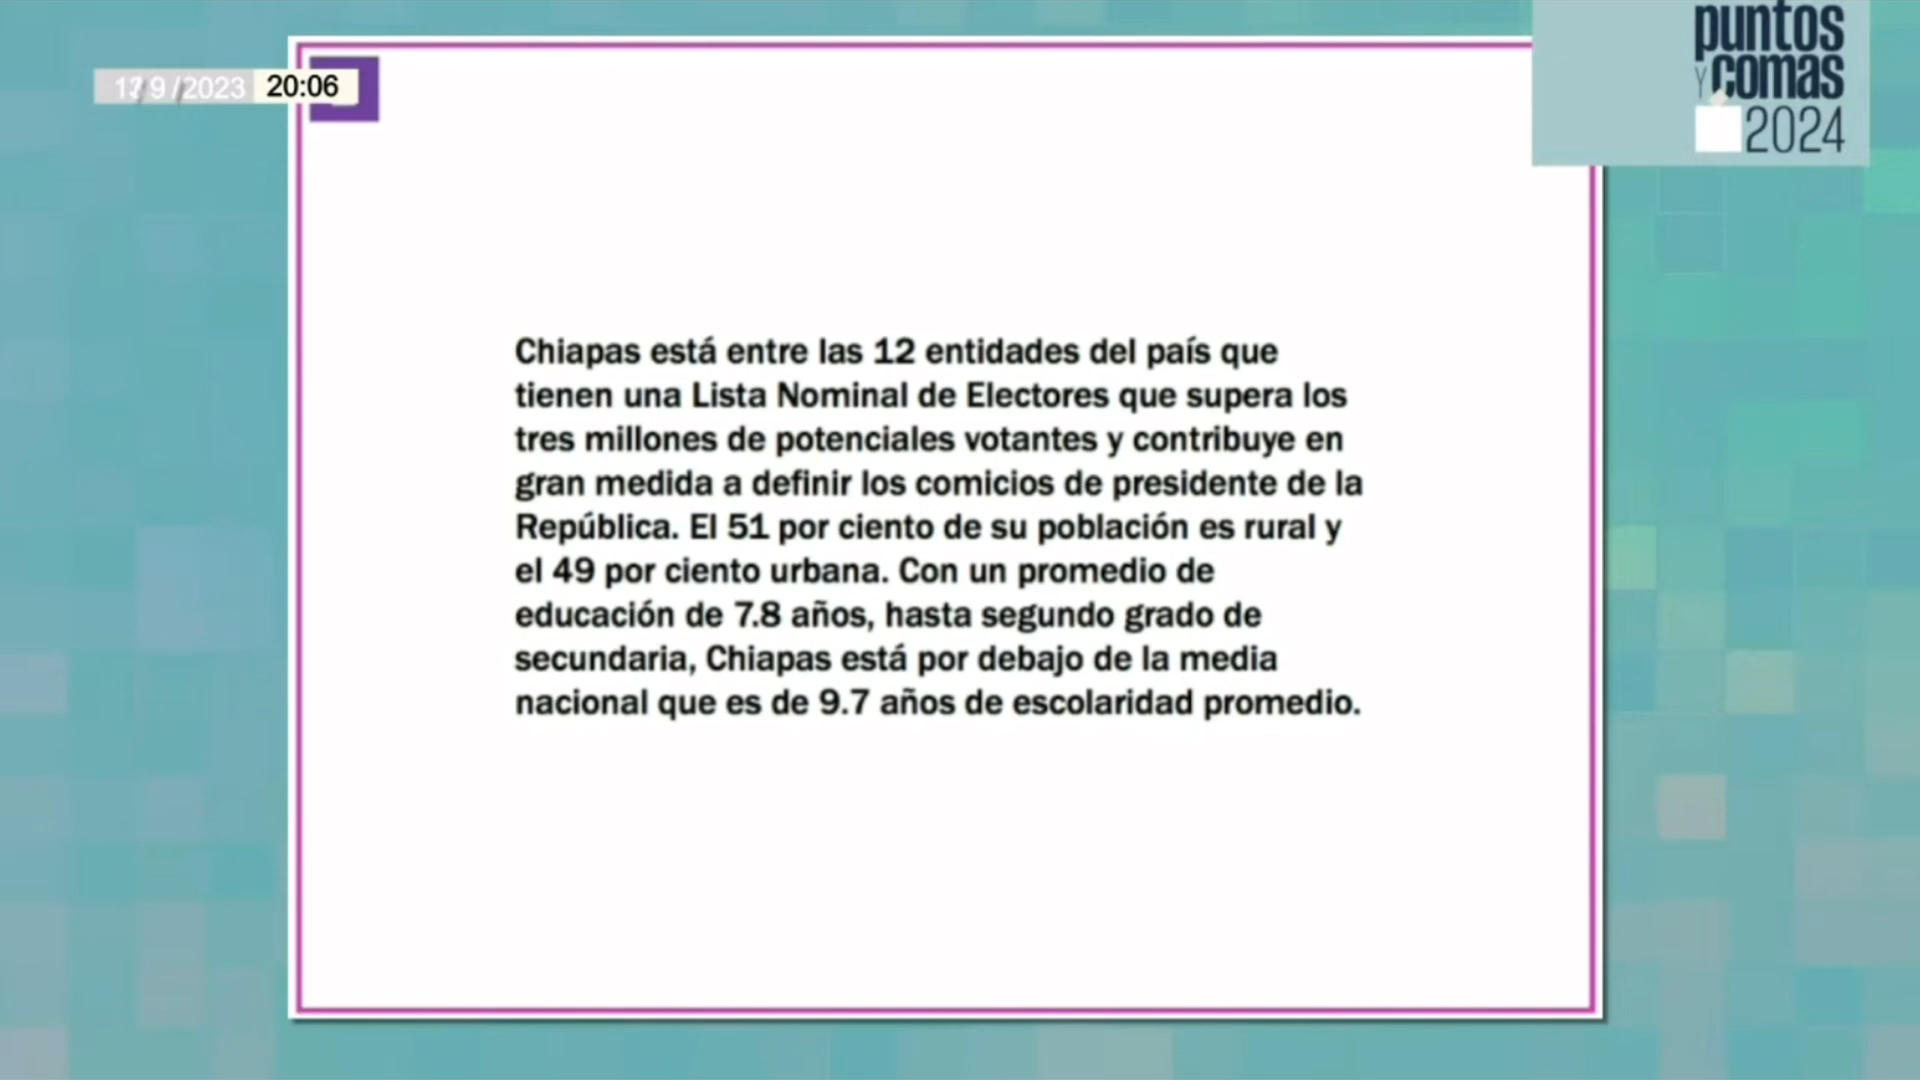 puntos
Y comas
2024
20:06
Chiapas está entre las 12 entidades del país que
tienen una Lista Nominal de Electores que supera los
tres millones de potenciales votantes y contribuye en
gran medida a definir los comicios de presidente de la
República. El 51 por ciento de su población es rural y
el 49 por ciento urbana. Con un promedio de
educación de 7.8 años, hasta segundo grado de
secundaria, Chiapas está por debajo de la media
nacional que es de 9.7 años de escolaridad promedio.